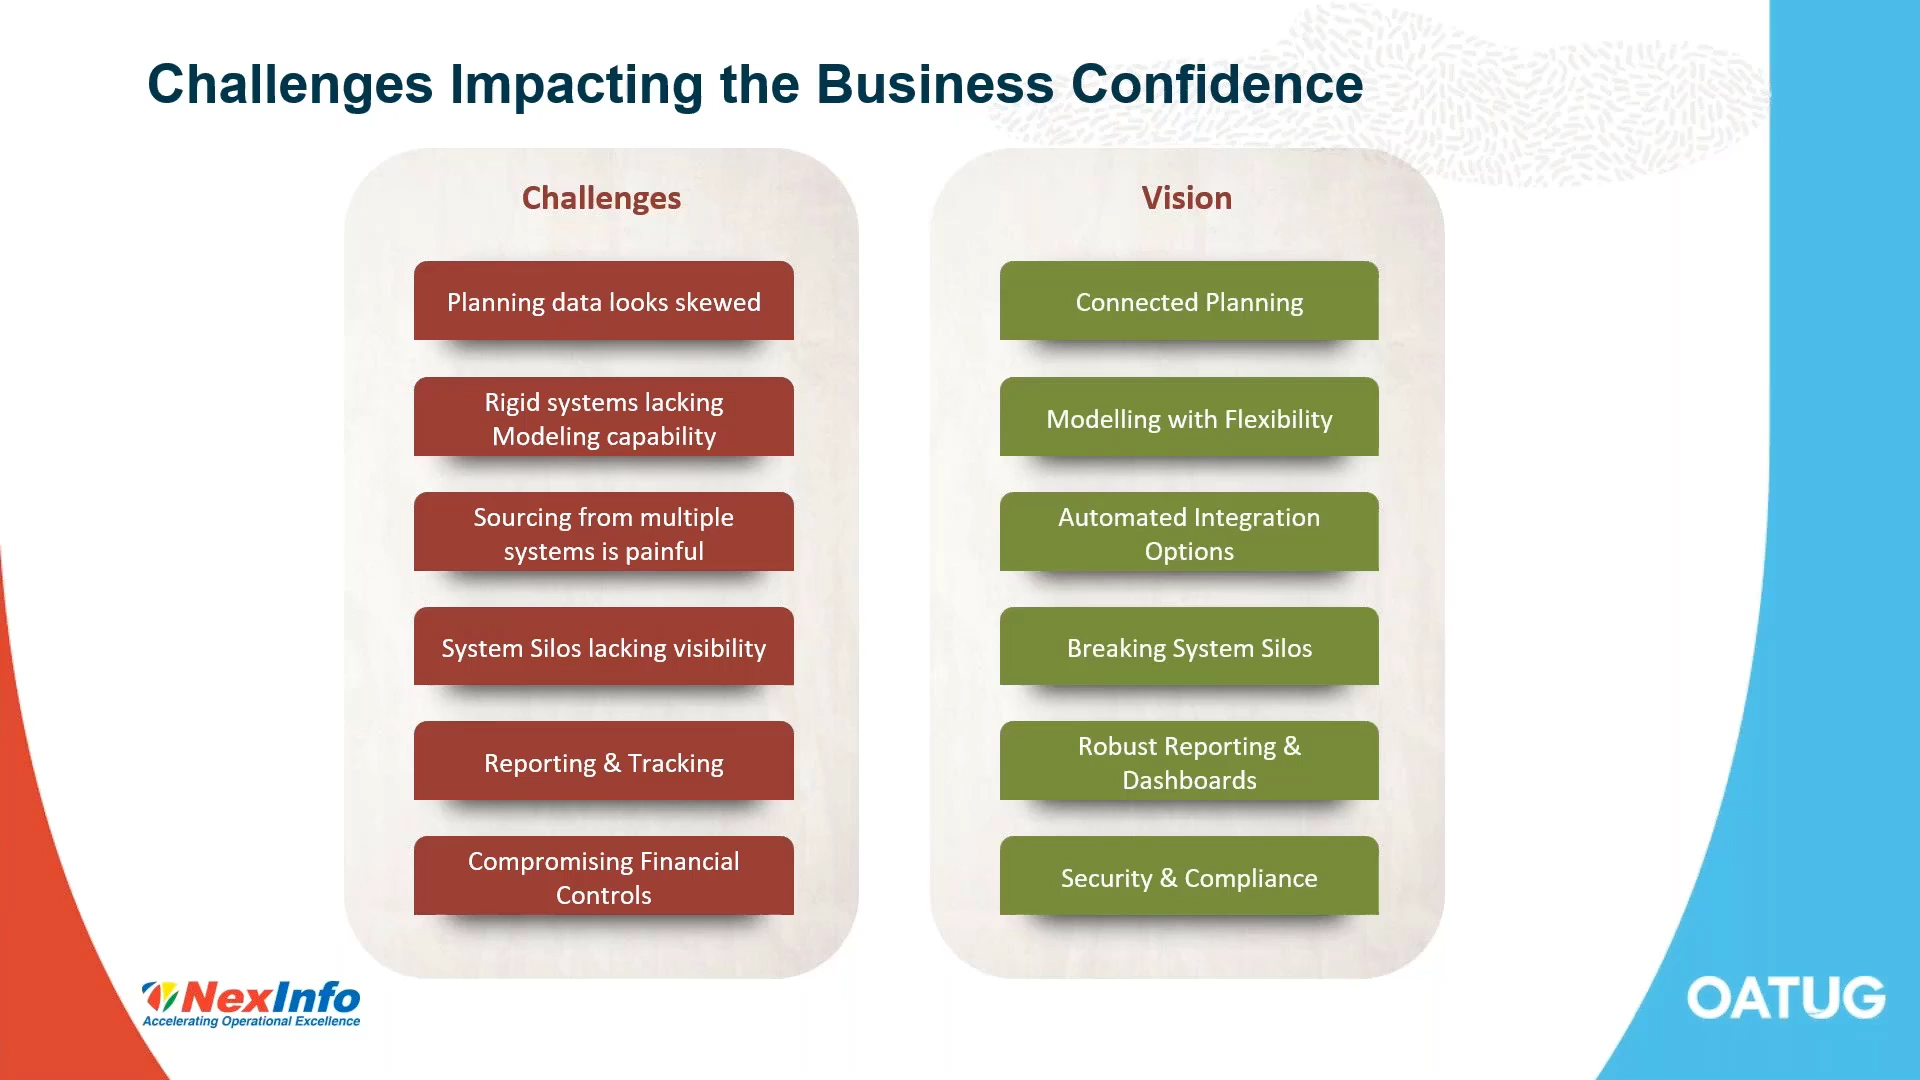 Challenges Impacting the Business Confidence
Challenges
Planning data looks skewed
Rigid systems lacking
Modeling capability
Sourcing from multiple
systems is painful
System Silos lacking visibility
Reporting & Tracking
Compromising Financial
Controls
Vision
Connected Planning
Modelling with Flexibility
Automated Integration
Options
Breaking System Silos
Robust Reporting &
Dashboards
Security & Compliance
NexInfo
Accelerating Operational Excellence
OATUG